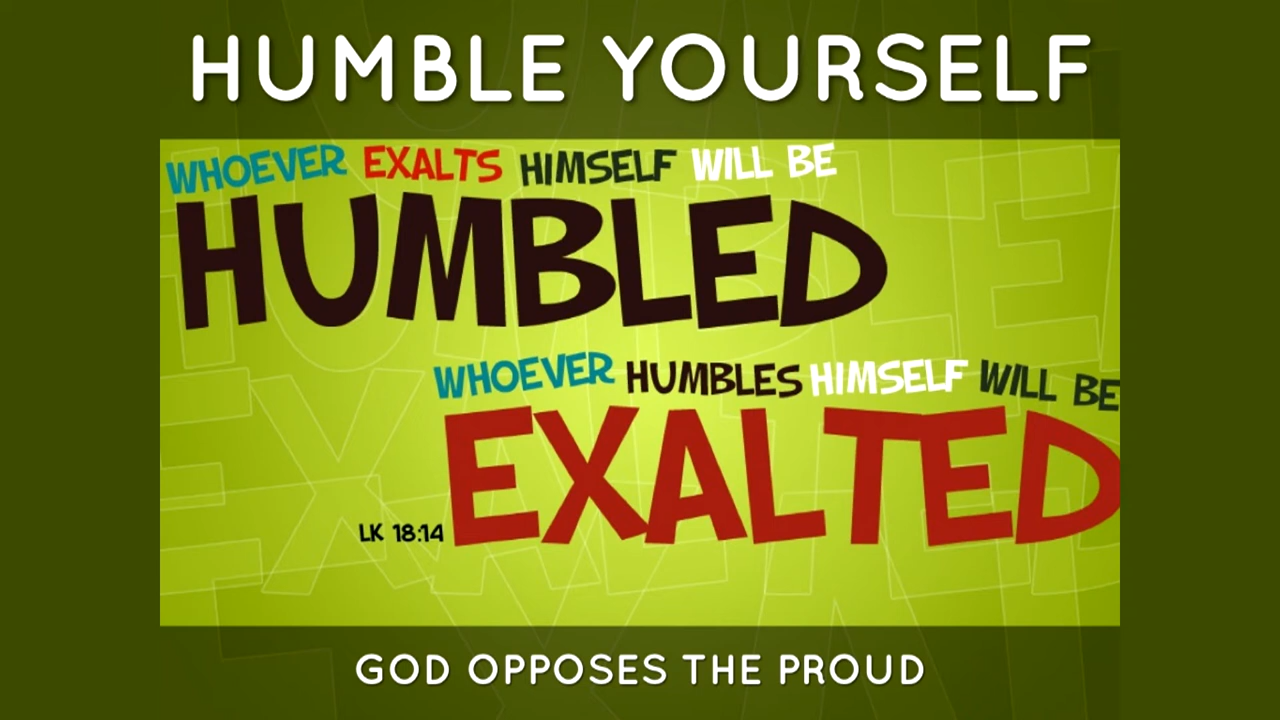 HUMBLE YOURSELF
WHOEVER EXALTS HIMSELF WILL BE
HUMBLED
WHOEVER HUMBLES HIMSELF WILL BE
EXALTED
LK 18:14
GOD OPPOSES THE PROUD